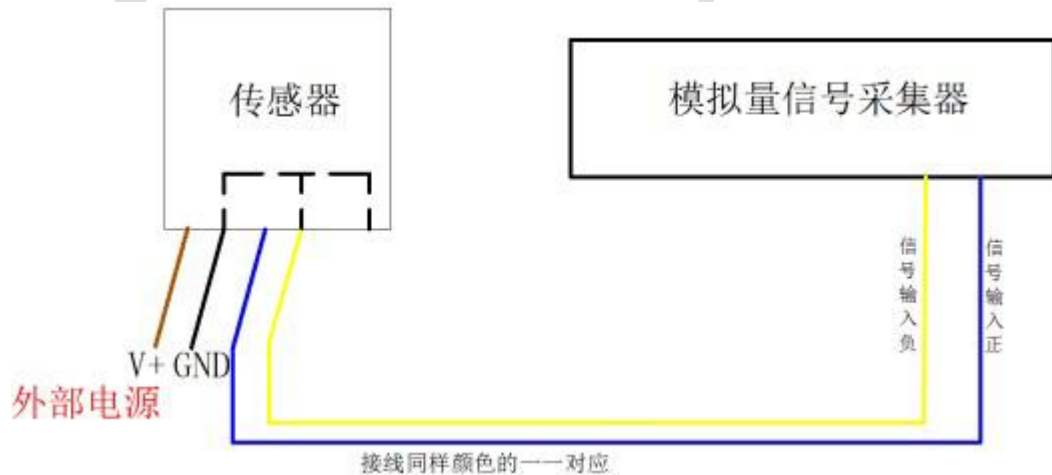 传感器
模拟量信号采集器
信号输入负
信号输入正
V+ GND
外部电源
接线同样颜色的一一对应